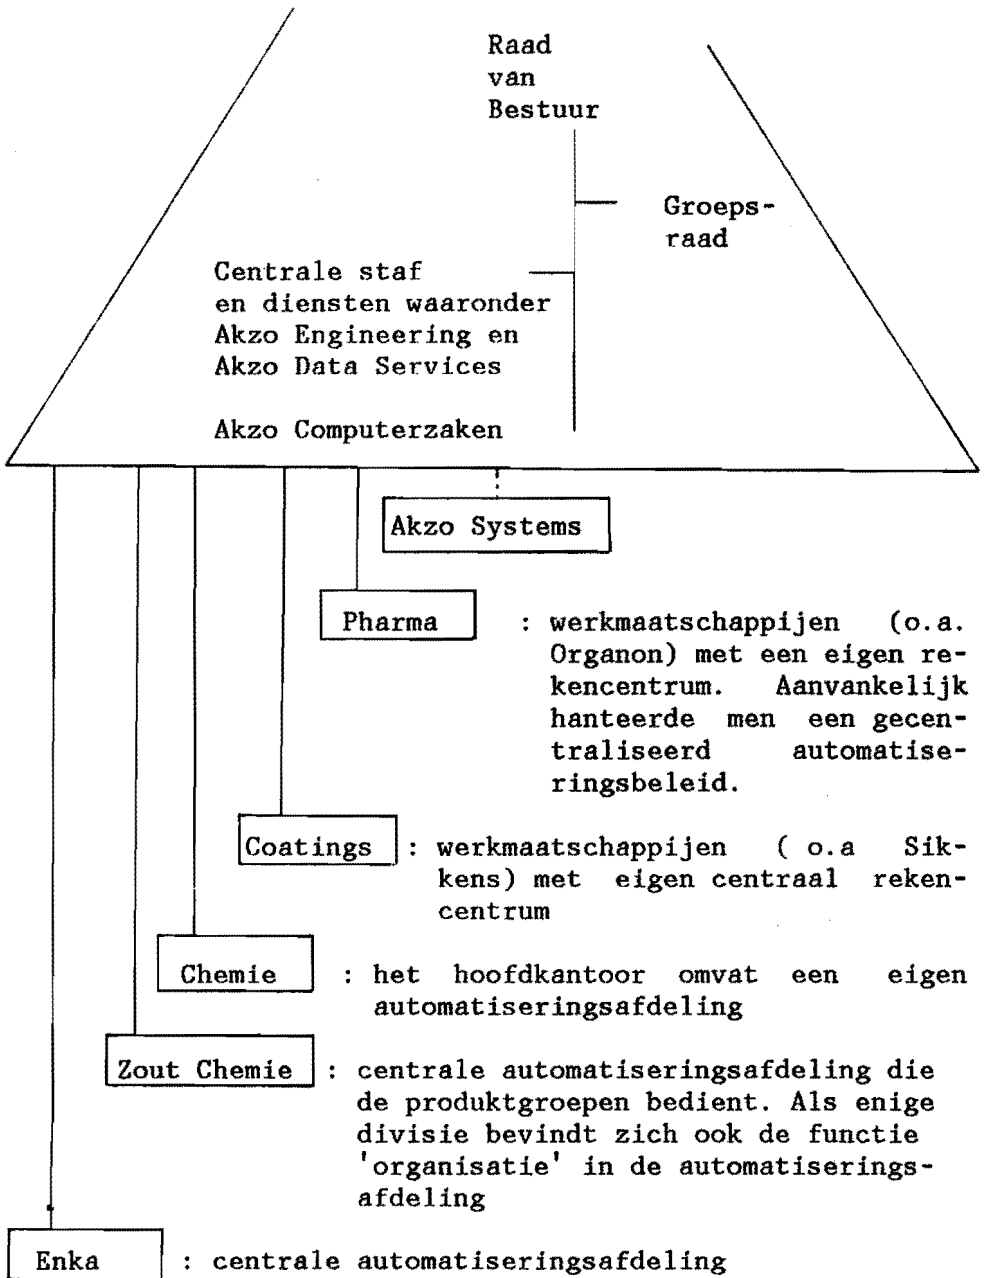 Raad
van
Bestuur
Groeps-
raad
Centrale staf
en diensten waaronder
Akzo Engineering en
Akzo Data Services
Akzo Computerzaken
Akzo Systems
Pharma : werkmaatschappijen (o.a.
Organon) met een eigen re-
kencentrum. Aanvankelijk
hanteerde men een gecen-
traliseerd automatise-
ringsbeleid.
Coatings : werkmaatschappijen ( o.a Sik-
kens) met eigen centraal reken-
centrum
Chemie : het hoofdkantoor omvat een eigen
automatiseringsafdeling
Zout Chemie : centrale automatiseringsafdeling die
de produktgroepen bedient. Als enige
divisie bevindt zich ook de functie
'organisatie' in de automatiserings-
afdeling
Enka : centrale automatiseringsafdeling